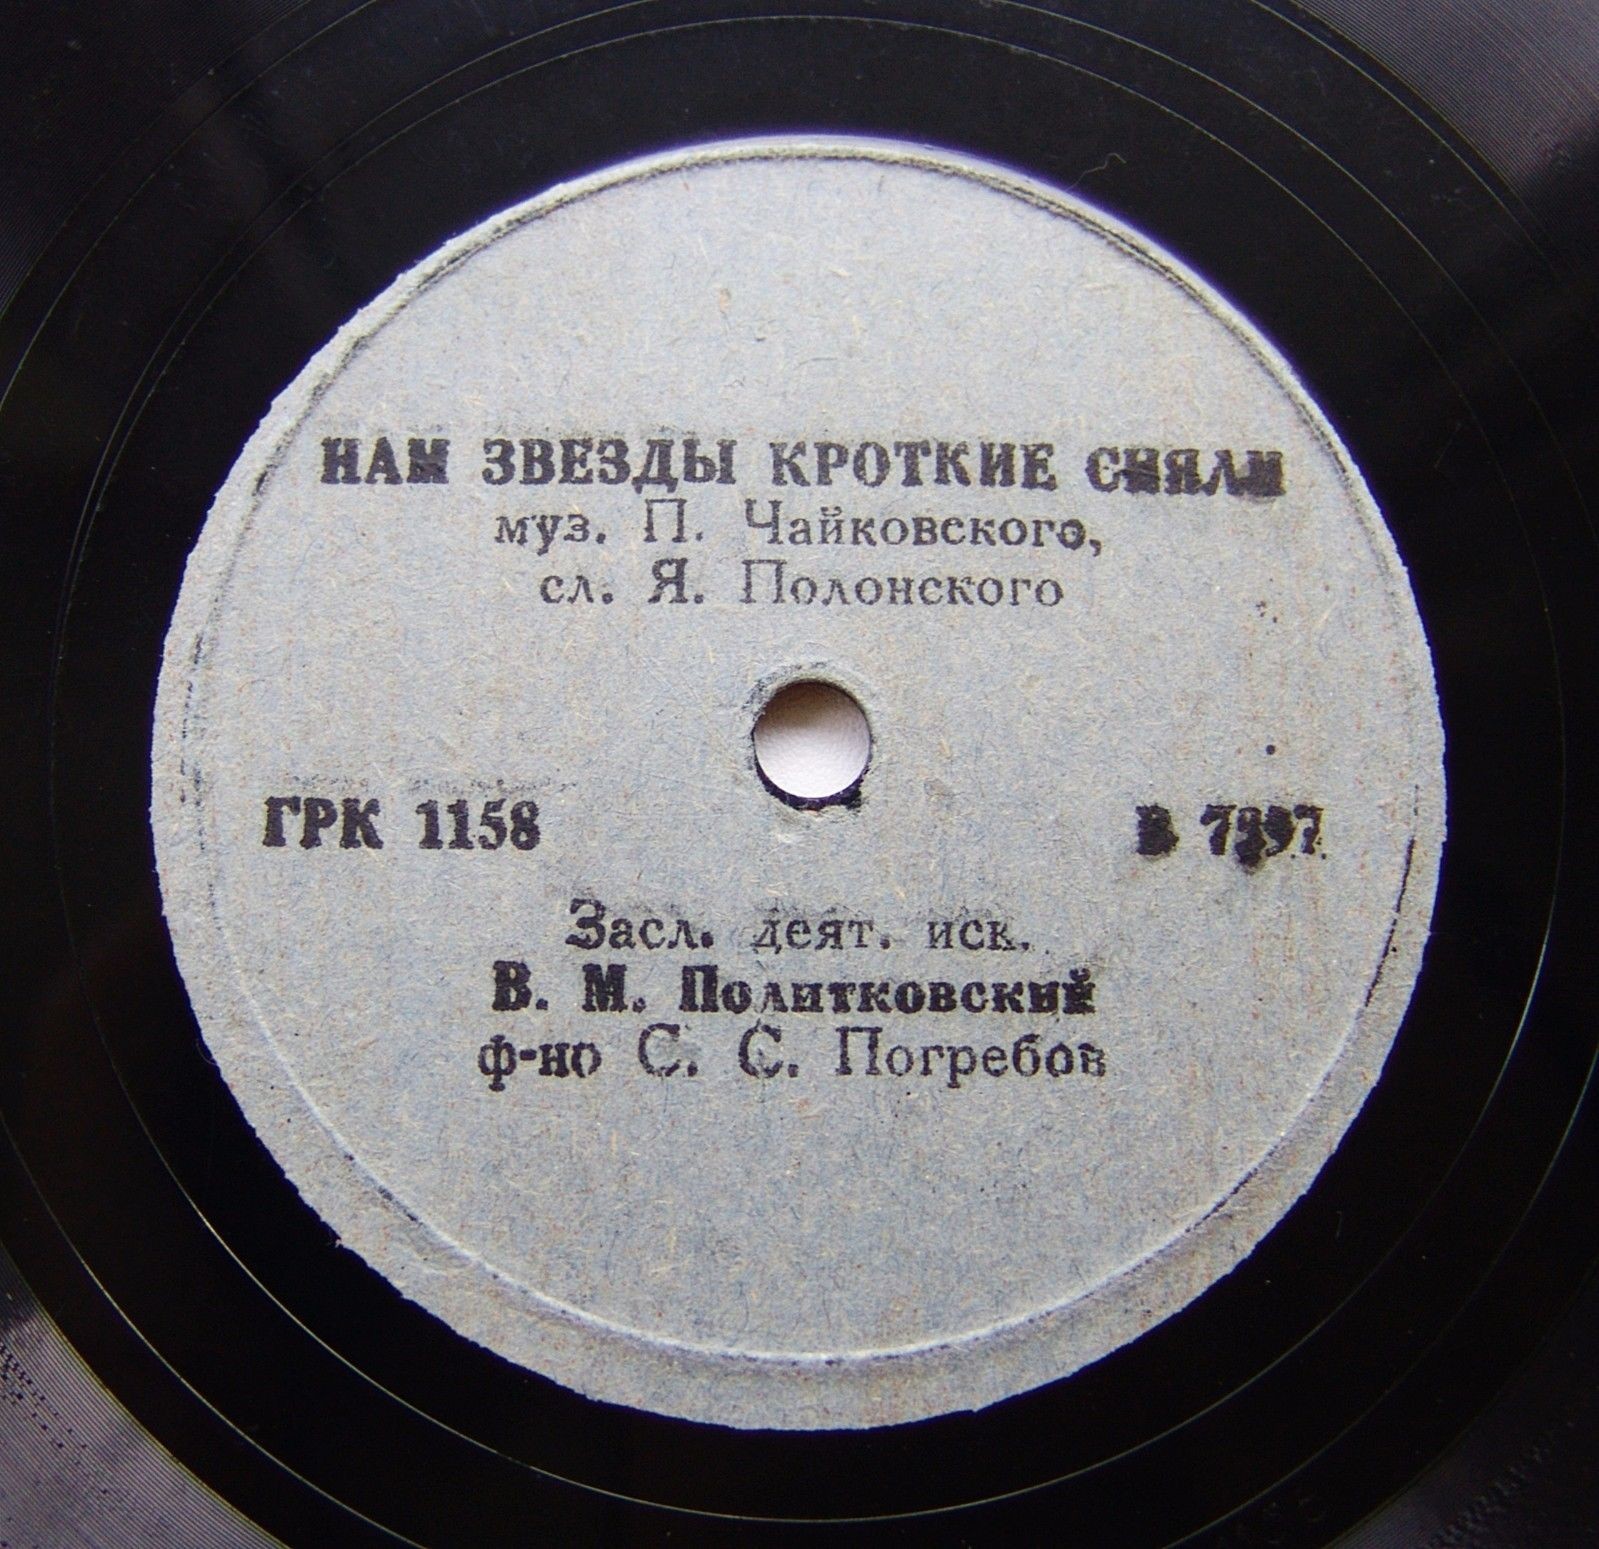 НАМ ЗВЕЗДЫ КРОТКИЕ СИЯЛИ
муз. П. Чайковского,
сл. Я. Полонского
ГРК 1158
Засл. деят. иск.
В. М. Политковский
ф-но С. С. Погребов